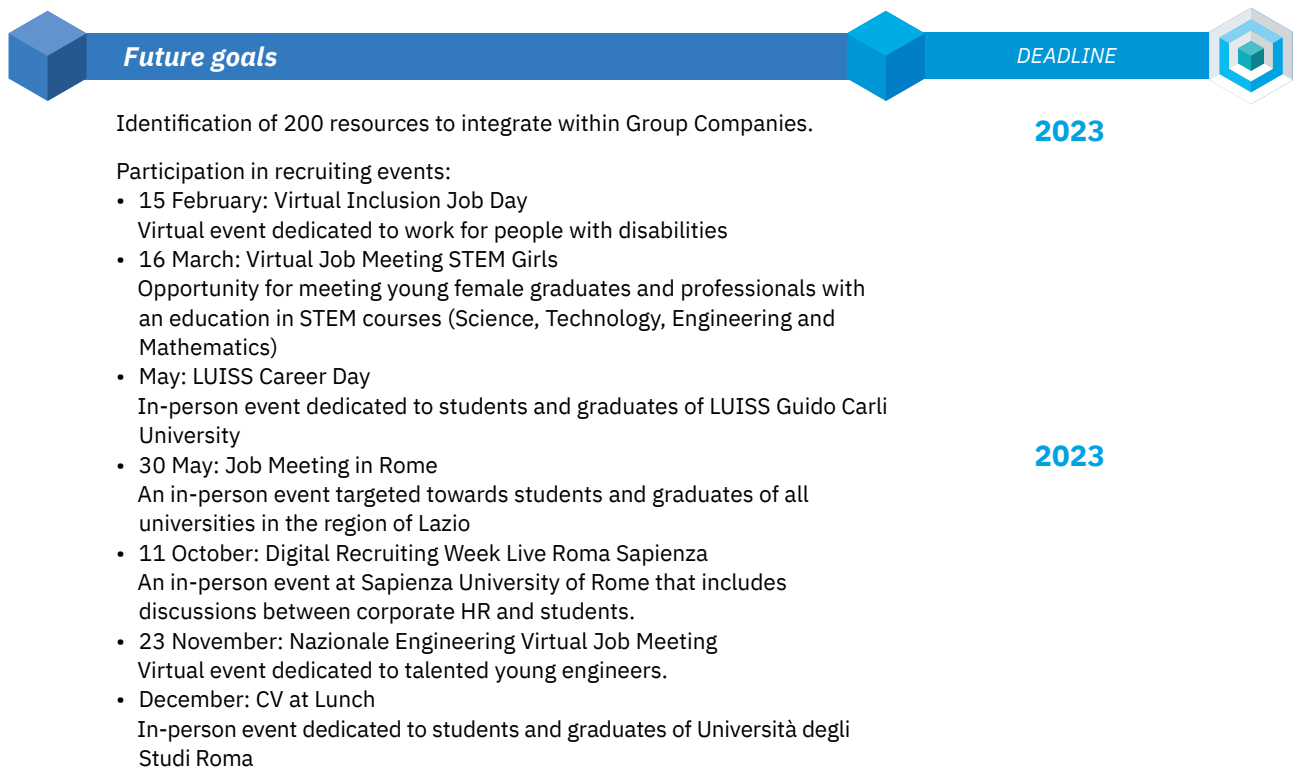 Future goals
DEADLINE
Identification of 200 resources to integrate within Group Companies.
2023
Participation in recruiting events:
• 15 February: Virtual Inclusion Job Day
Virtual event dedicated to work for people with disabilities
• 16 March: Virtual Job Meeting STEM Girls
Opportunity for meeting young female graduates and professionals with
an education in STEM courses (Science, Technology, Engineering and
Mathematics)
• May: LUISS Career Day
In-person event dedicated to students and graduates of LUISS Guido Carli
University
2023
• 30 May: Job Meeting in Rome
An in-person event targeted towards students and graduates of all
universities in the region of Lazio
• 11 October: Digital Recruiting Week Live Roma Sapienza
An in-person event at Sapienza University of Rome that includes
discussions between corporate HR and students.
• 23 November: Nazionale Engineering Virtual Job Meeting
Virtual event dedicated to talented young engineers.
• December: CV at Lunch
In-person event dedicated to students and graduates of Università degli
Studi Roma